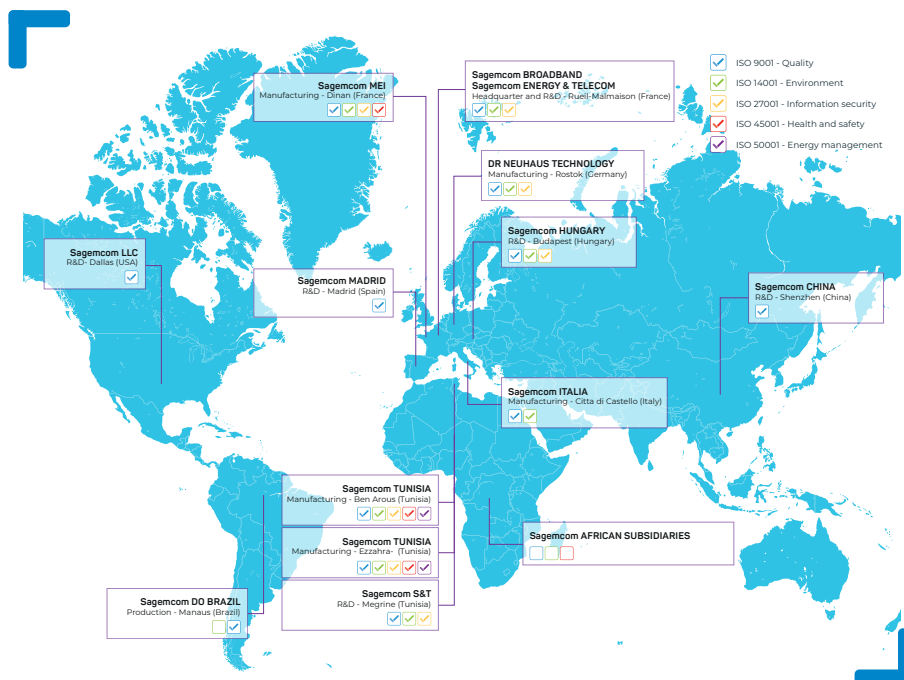 Sagemcom MEI
Manufacturing - Dinan (France)
Sagemcom BROADBAND
Sagemcom ENERGY & TELECOM
Headquarter and R&D - Rueil-Malmaison (France)
ISO 9001 - Quality
ISO 14001 - Environment
ISO 27001 - Information security
ISO 45001 - Health and safety
ISO 50001 - Energy management
DR NEUHAUS TECHNOLOGY
Manufacturing - Rostok (Germany)
Sagemcom HUNGARY
R&D - Budapest (Hungary)
Sagemcom LLC
R&D- Dallas (USA)
Sagemcom MADRID
R&D - Madrid (Spain)
Sagemcom CHINA
R&D - Shenzhen (China)
Sagemcom ITALIA
Manufacturing - Citta di Castello (Italy)
Sagemcom TUNISIA
Manufacturing - Ben Arous (Tunisia)
Sagemcom TUNISIA
Manufacturing - Ezzahra- (Tunisia)
Sagemcom AFRICAN SUBSIDIARIES
Sagemcom S&T
R&D - Megrine (Tunisia)
Sagemcom DO BRAZIL
Production - Manaus (Brazil)